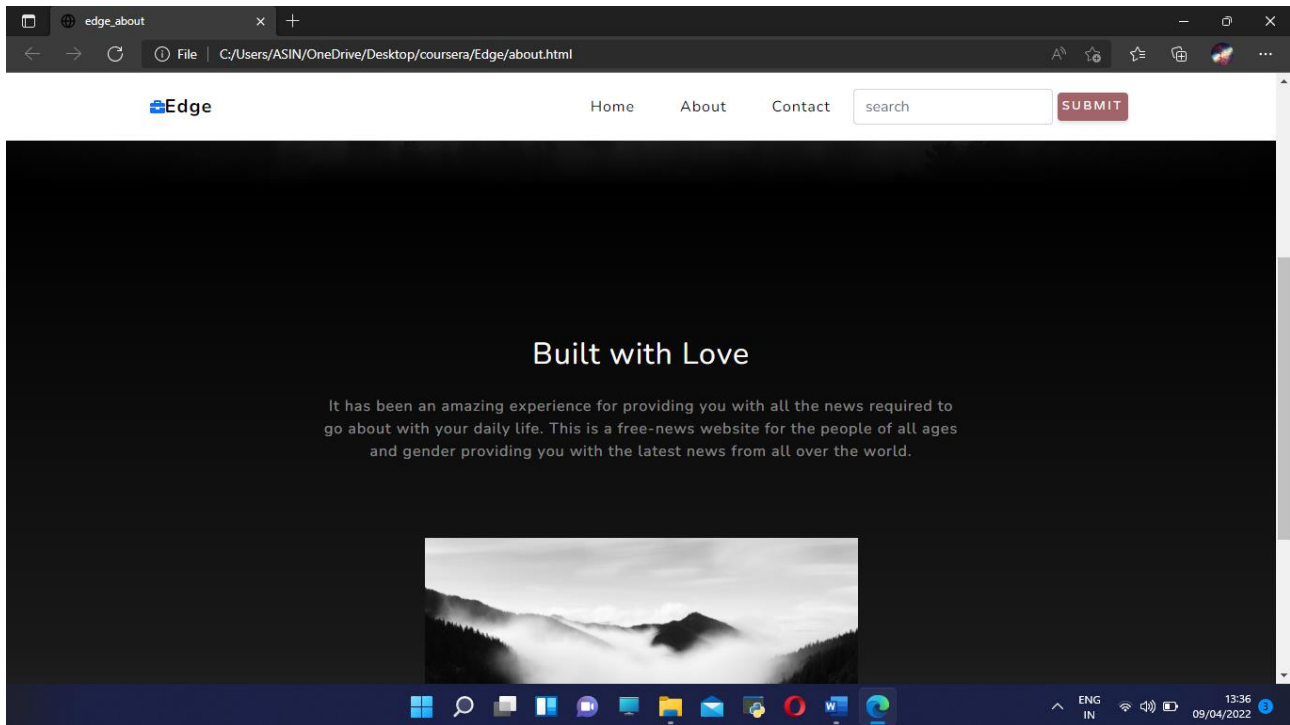 edge_about
File | C:/Users/ASIN/OneDrive/Desktop/coursera/Edge/about.html
Edge Home About Contact search SUBMIT
Built with Love
It has been an amazing experience for providing you with all the news required to
go about with your daily life. This is a free-news website for the people of all ages
and gender providing you with the latest news from all over the world.
ENG 13:36
IN 09/04/2022 3